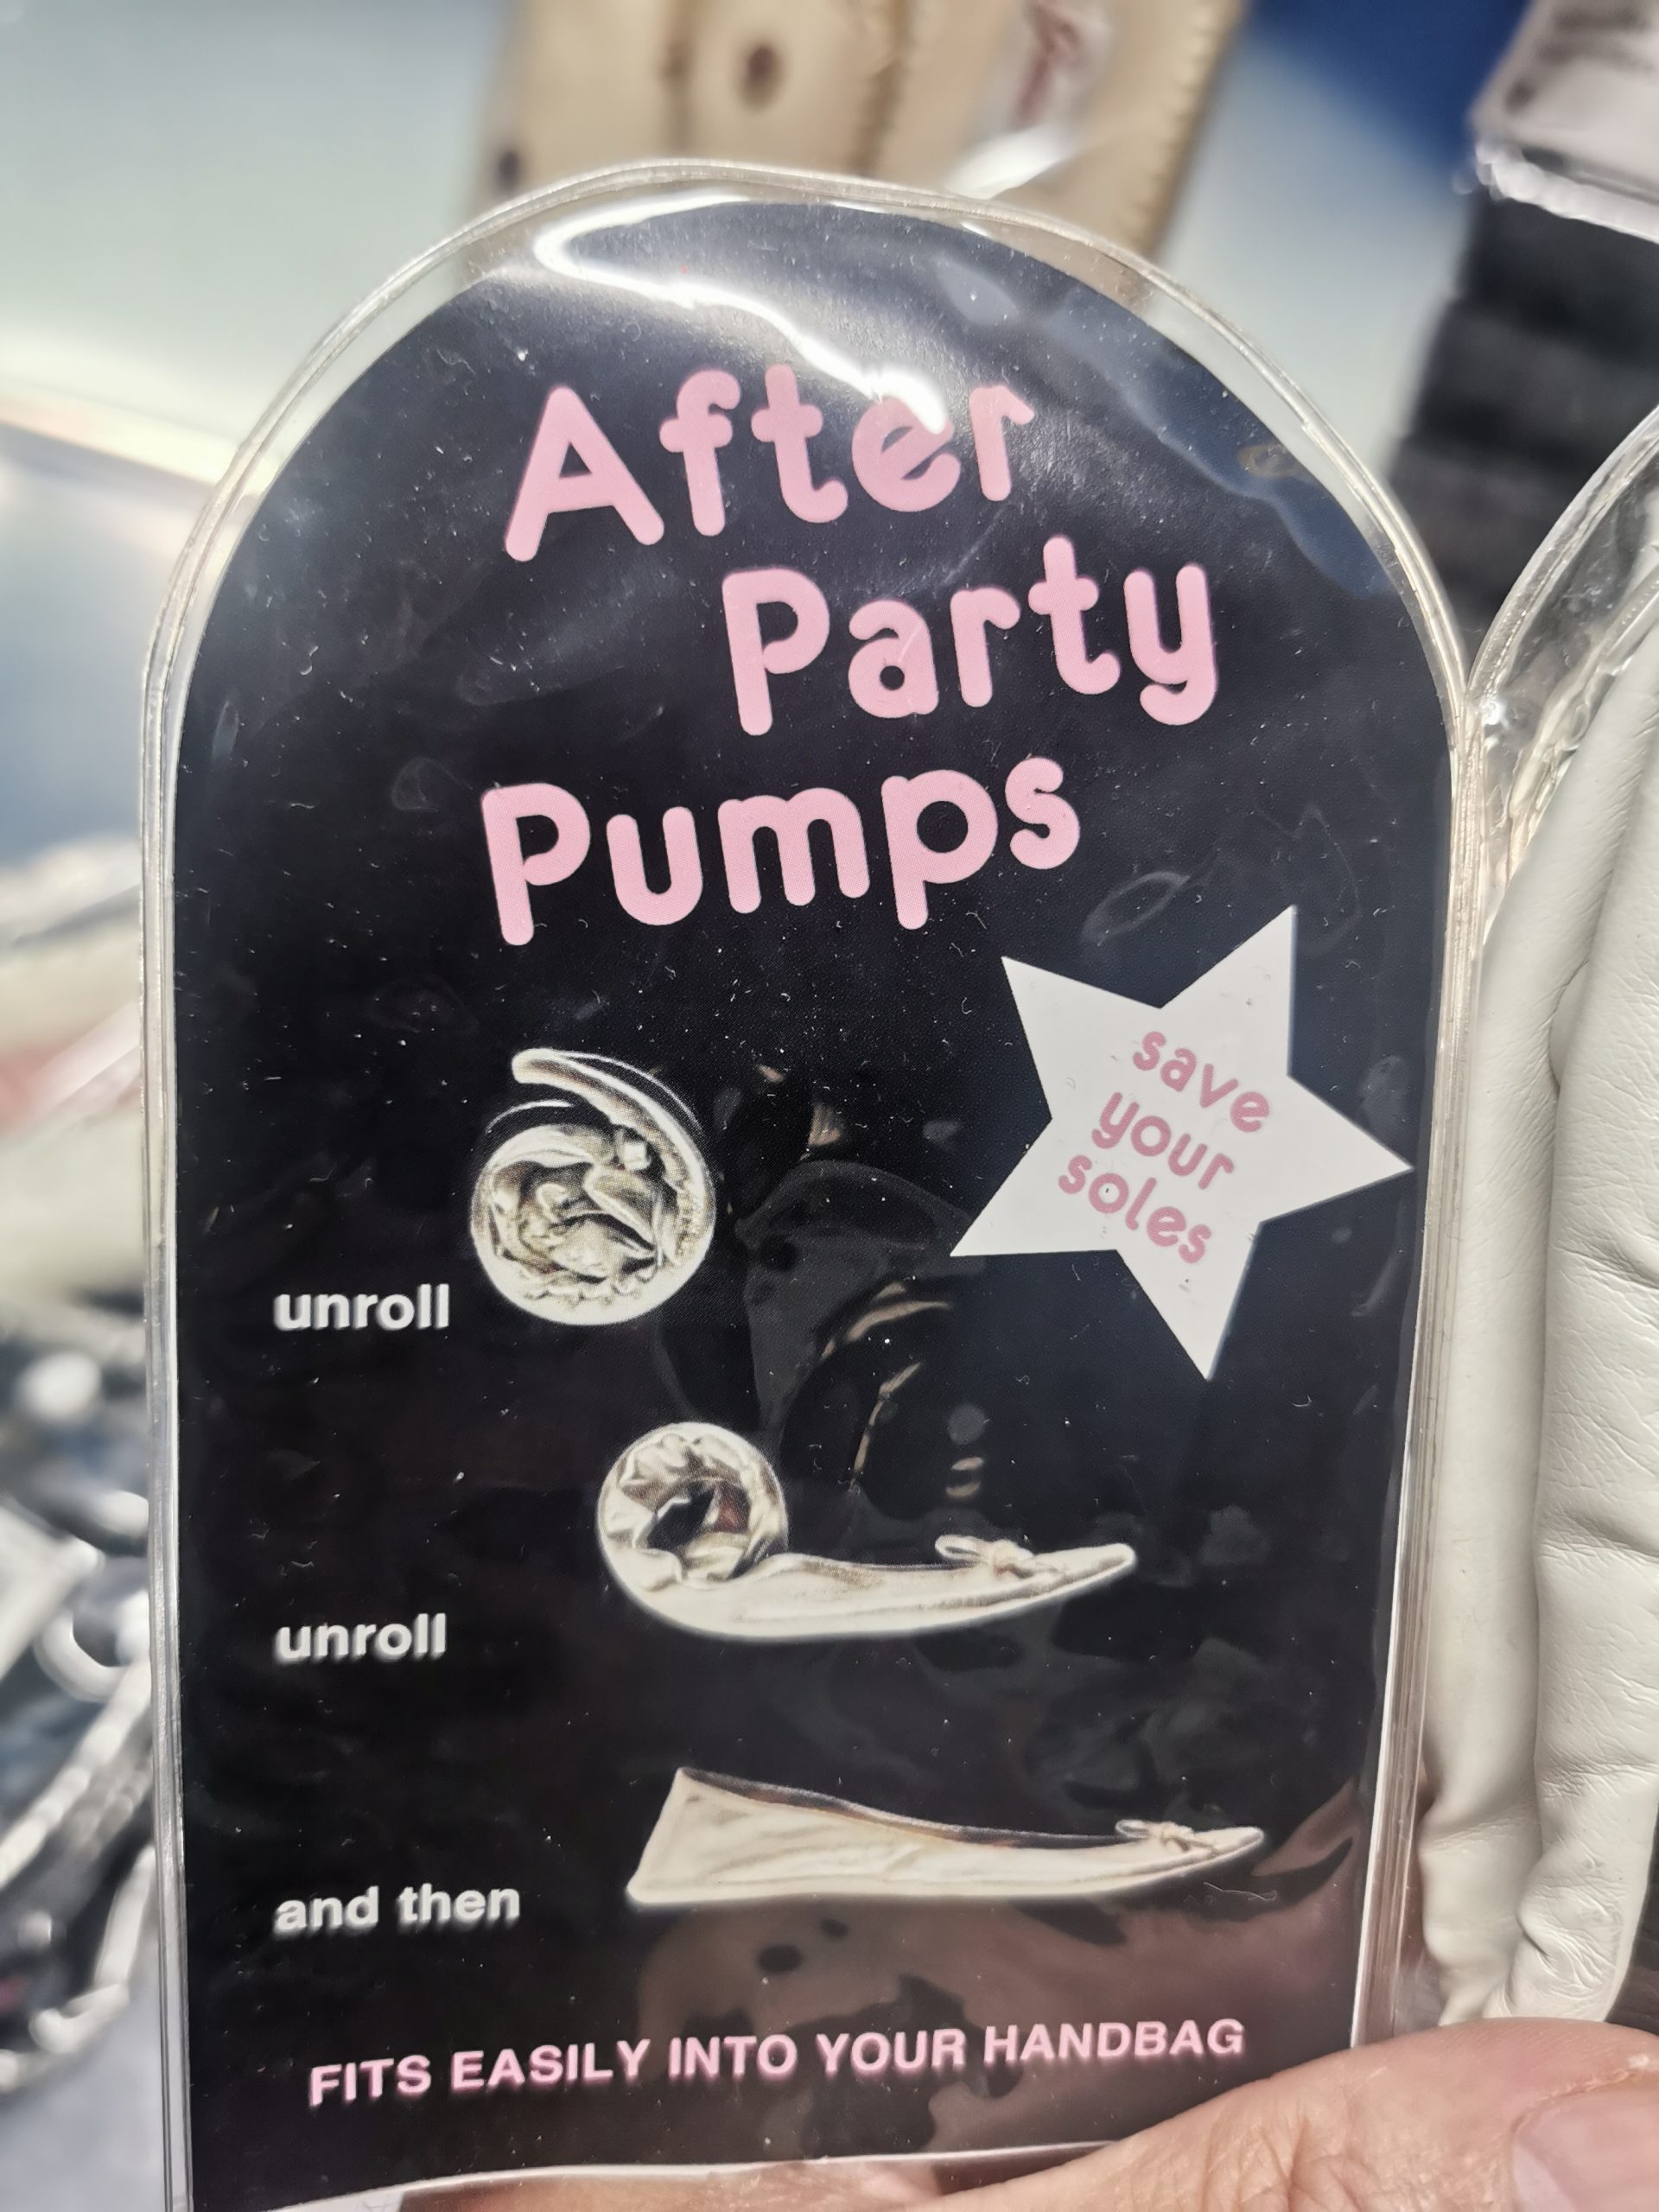 After
Party
Pumps
save
your
soles
unroll
unroll
and then
FITS EASILY INTO YOUR HANDBAG